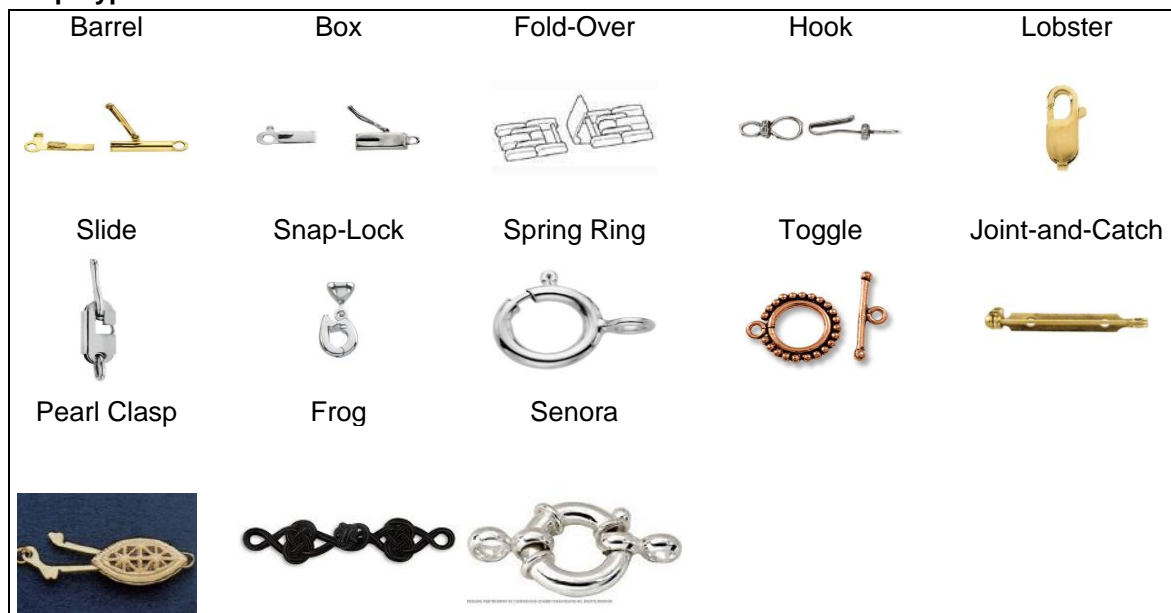 Barrel Box Fold-Over Hook Lobster
Slide Snap-Lock Spring Ring Toggle Joint-and-Catch
Pearl Clasp Frog Senora